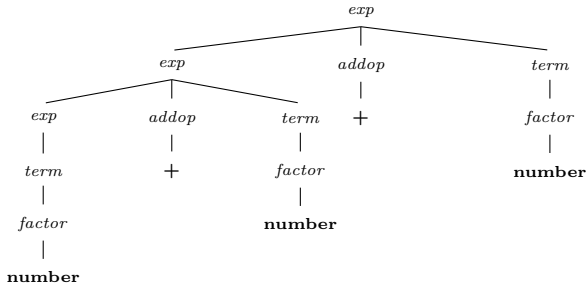 exp
exp addop term
exp addop term + factor
term + factor number
factor number
number